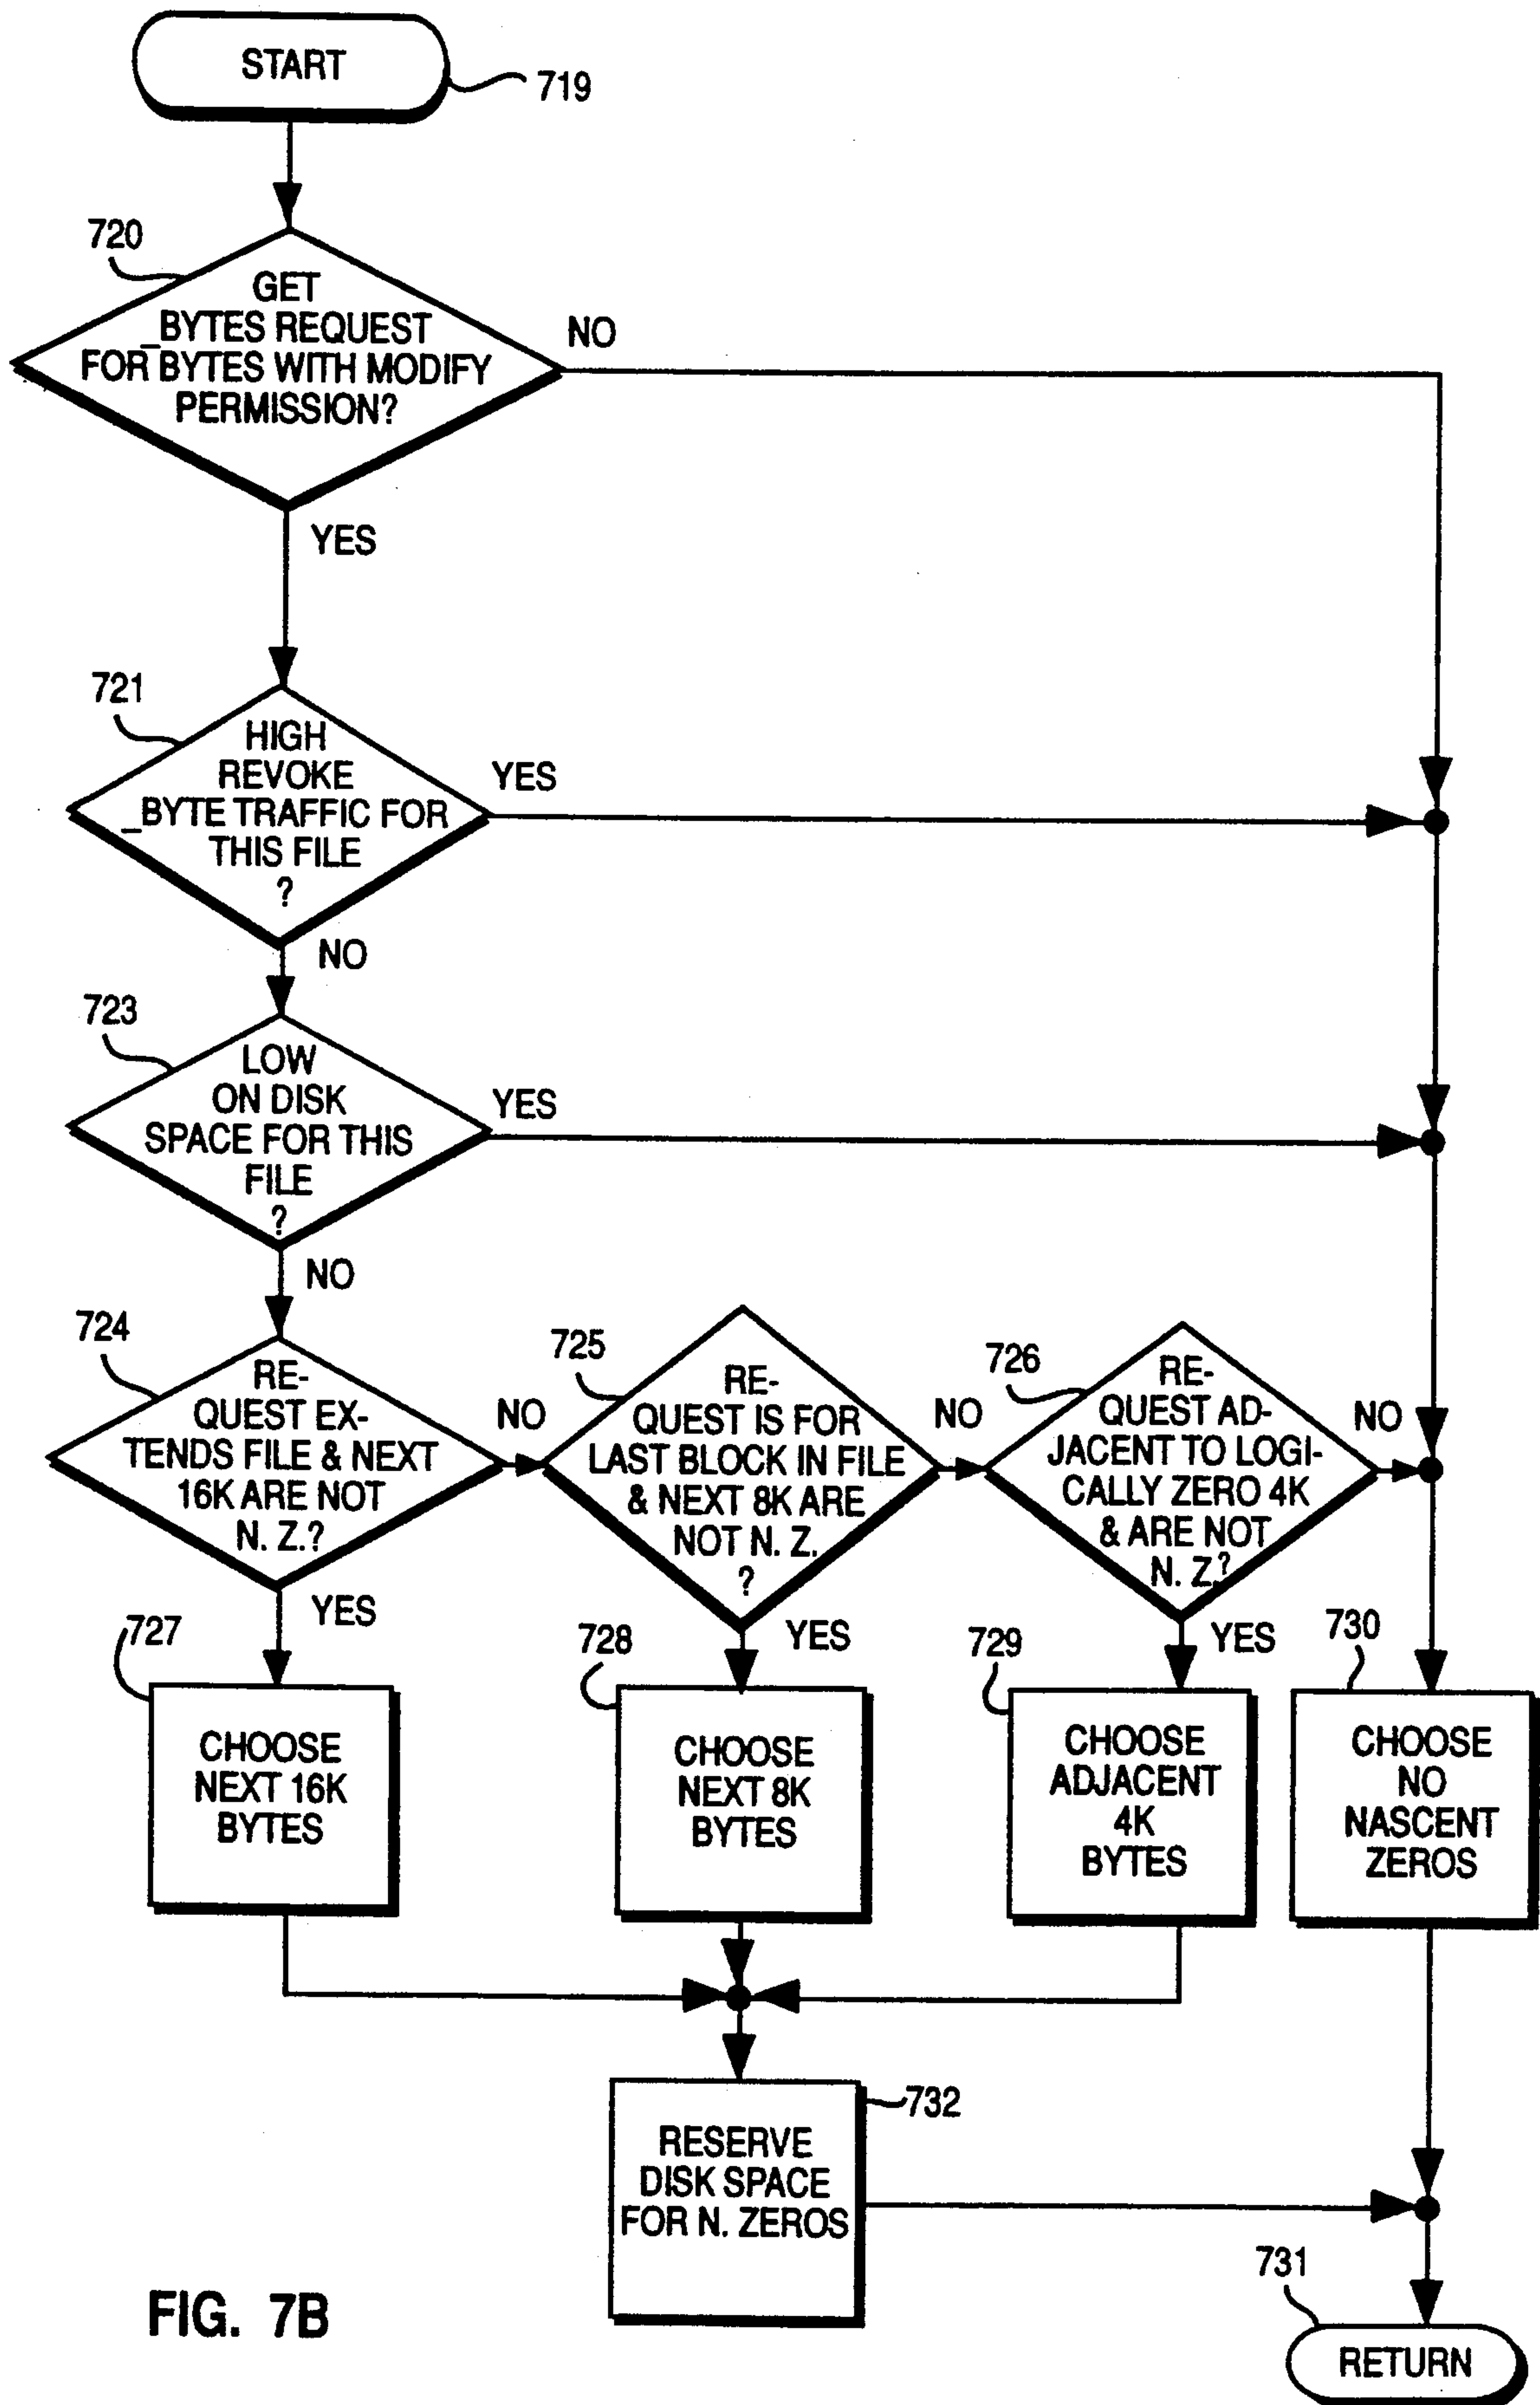 START
719
720
GET
_BYTES REQUEST
FOR BYTES WITH MODIFY
PERMISSION?
NO
YES
721
HIGH
REVOKE
_BYTE TRAFFIC FOR
THIS FILE
?
YES
NO
723
LOW
ON DISK
SPACE FOR THIS
FILE
?
YES
NO
724
RE-
QUEST EX-
TENDS FILE & NEXT
16K ARE NOT
N. Z.?
NO
YES
725
RE-
QUEST IS FOR
LAST BLOCK IN FILE
& NEXT 8K ARE
NOT N. Z.
?
NO
YES
726
RE-
QUEST AD-
JACENT TO LOGI-
CALLY ZERO 4K
& ARE NOT
N. Z.?
NO
YES
727
CHOOSE
NEXT 16K
BYTES
728
CHOOSE
NEXT 8K
BYTES
729
CHOOSE
ADJACENT
4K
BYTES
730
CHOOSE
NO
NASCENT
ZEROS
732
RESERVE
DISK SPACE
FOR N. ZEROS
731
RETURN
FIG. 7B